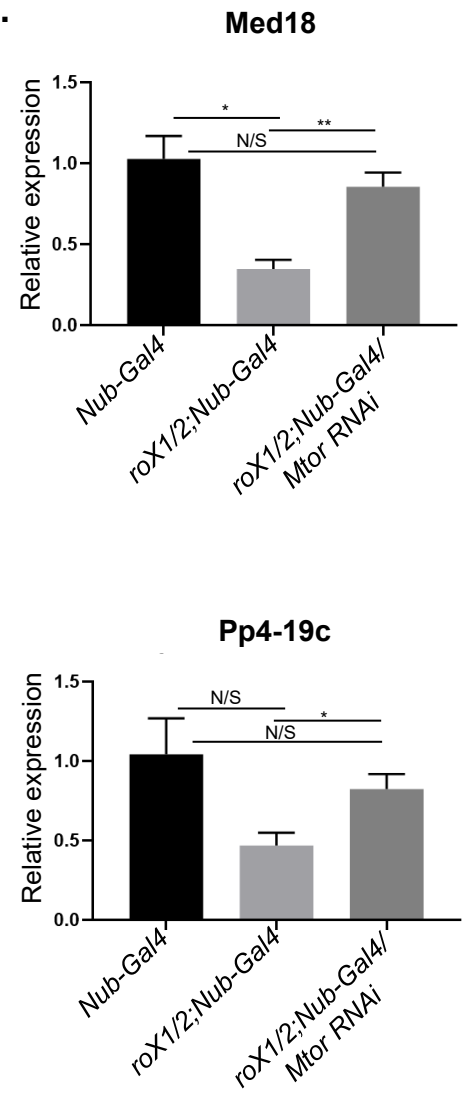 Med18
Relative expression
1.5
1.0
0.5
0.0
*
**
N/S
Nub-Gal4
roX1/2;Nub-Gal4
roX1/2;Nub-Gal4/
Mtor RNAi
Pp4-19c
Relative expression
1.5
1.0
0.5
0.0
N/S
*
N/S
Nub-Gal4
roX1/2;Nub-Gal4
roX1/2;Nub-Gal4/
Mtor RNAi